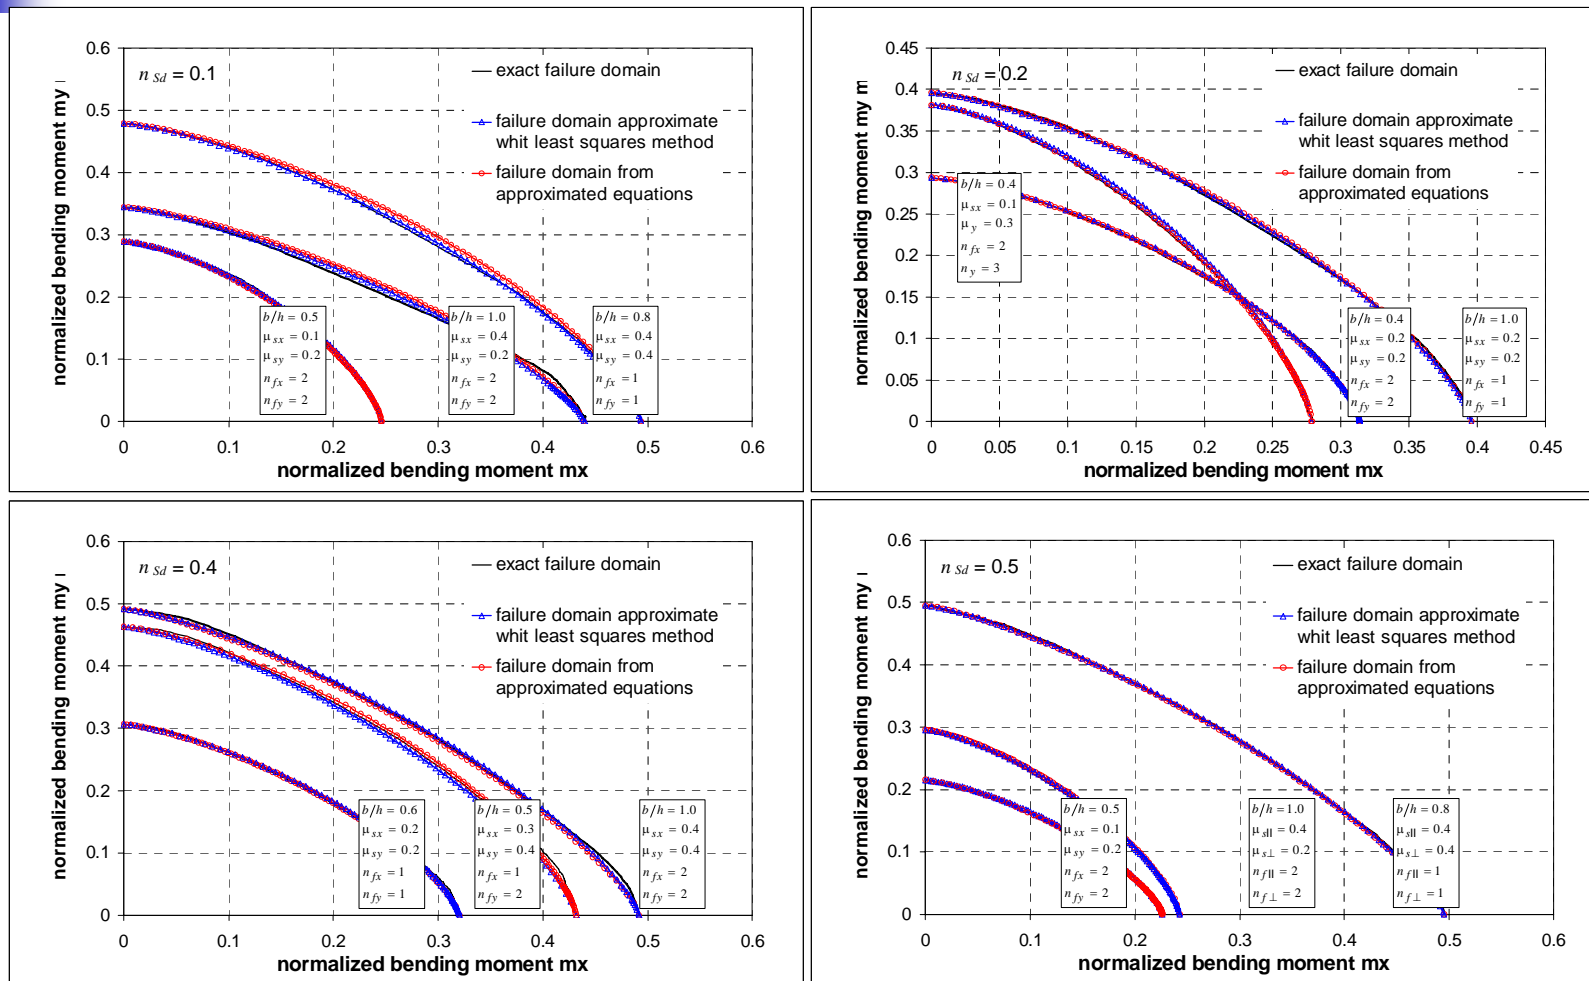 n Sd = 0.1
exact failure domain
failure domain approximate
whit least squares method
failure domain from
approximated equations
normalized bending moment my
0.6
0.5
0.4
0.3
0.2
0.1
0
b/h = 0.5
μsx = 0.1
μsy = 0.2
nfx = 2
nfy = 2
b/h = 1.0
μsx = 0.4
μsy = 0.2
nfx = 2
nfy = 2
b/h = 0.8
μsx = 0.4
μsy = 0.4
nfx = 1
nfy = 1
0 0.1 0.2 0.3 0.4 0.5 0.6
normalized bending moment mx
n Sd = 0.2
exact failure domain
failure domain approximate
whit least squares method
failure domain from
approximated equations
normalized bending moment my m
0.45
0.4
0.35
0.3
0.25
0.2
0.15
0.1
0.05
0
b/h = 0.4
μsx = 0.1
μy = 0.3
nfx = 2
ny = 3
b/h = 0.4
μsx = 0.2
μsy = 0.2
nfx = 2
nfy = 2
b/h = 1.0
μsx = 0.2
μsy = 0.2
nfx = 1
nfy = 1
0 0.05 0.1 0.15 0.2 0.25 0.3 0.35 0.4 0.45
normalized bending moment mx
n Sd = 0.4
exact failure domain
failure domain approximate
whit least squares method
failure domain from
approximated equations
normalized bending moment my
0.6
0.5
0.4
0.3
0.2
0.1
0
b/h = 0.6
μsx = 0.2
μsy = 0.2
nfx = 1
nfy = 1
b/h = 0.5
μsx = 0.3
μsy = 0.4
nfx = 1
nfy = 2
b/h = 1.0
μsx = 0.4
μsy = 0.4
nfx = 2
nfy = 2
0 0.1 0.2 0.3 0.4 0.5 0.6
normalized bending moment mx
n Sd = 0.5
exact failure domain
failure domain approximate
whit least squares method
failure domain from
approximated equations
normalized bending moment my
0.6
0.5
0.4
0.3
0.2
0.1
0
b/h = 0.5
μsx = 0.1
μsy = 0.2
nfx = 2
nfy = 2
b/h = 1.0
μs|| = 0.4
μs⊥ = 0.2
nf|| = 2
nf⊥ = 2
b/h = 0.8
μs|| = 0.4
μs⊥ = 0.4
nf|| = 1
nf⊥ = 1
0 0.1 0.2 0.3 0.4 0.5 0.6
normalized bending moment mx